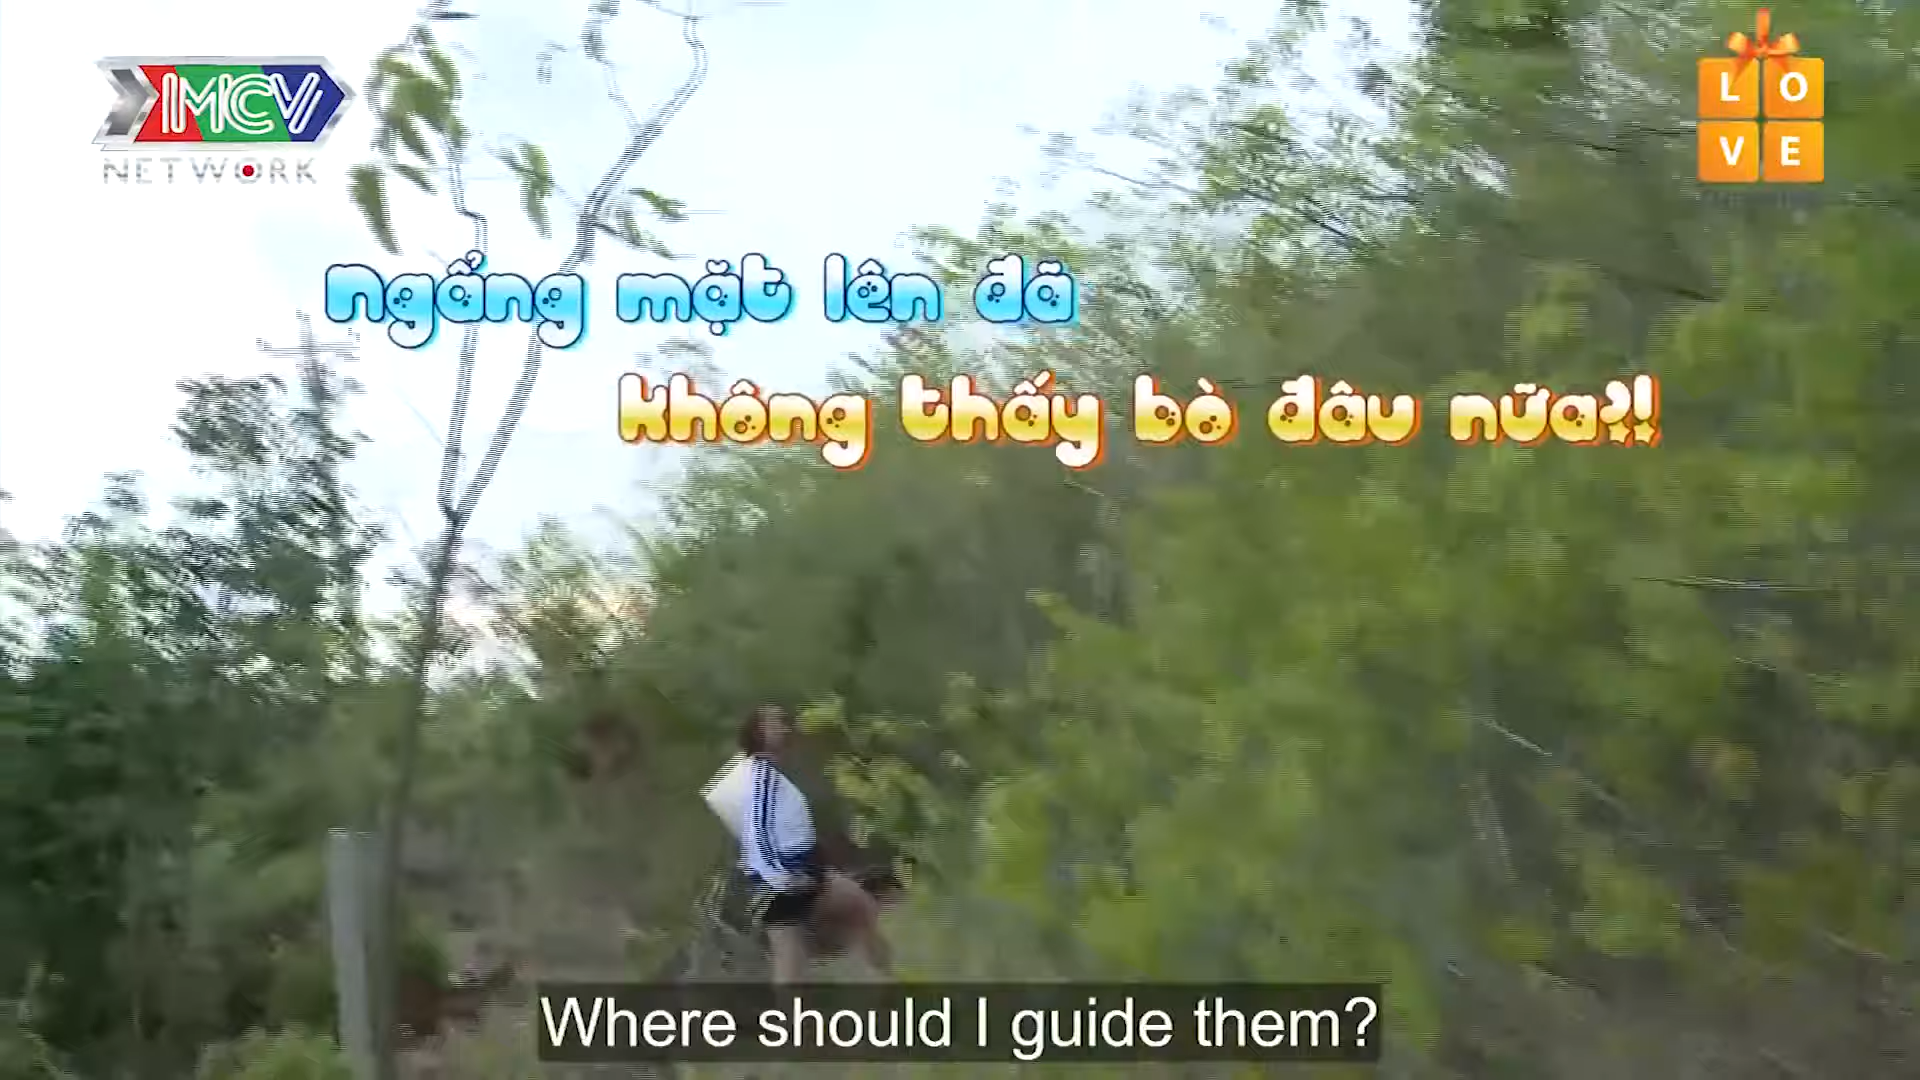 MCV
NETWORK
L O
V E
ngẩng mặt lên đã
không thấy bò đâu nữa?!
Where should I guide them?